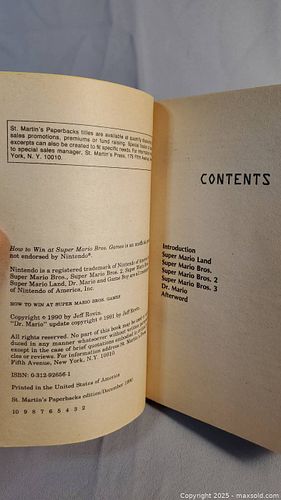 St. Martin's Paperbacks titles are available at quantity
sales promotions, premiums or fund raising. Special
excerpts can also be created to fit specific needs. For
to special sales manager, St. Martin's Press, 175 Fifth
York, N. Y. 10010.
How to Win at Super Mario Bros. Games is an
not endorsed by Nintendo®.
Nintendo is a registered trademark of Nintendo of
Super Mario Bros., Super Mario Bros. 2, Super Mario
Super Mario Land, Dr. Mario and Game Boy are
of Nintendo of America, Inc.
HOW TO WIN AT SUPER MARIO BROS. GAMES
Copyright © 1990 by Jeff Rovin.
"Dr. Mario" update copyright © 1991 by Jeff Rovin.
All rights reserved. No part of this book may be
duced in any manner whatsoever without written
except in the case of brief quotations embodied in
cles or reviews. For information address St. Martin's
Fifth Avenue, New York, N.Y. 10010.
ISBN: 0-312-92656-1
Printed in the United States of America
St. Martin's Paperbacks edition/December 1990
10 9 8 7 6 5 4 3 2
CONTENTS
Introduction
Super Mario Land
Super Mario Bros.
Super Mario Bros. 2
Super Mario Bros. 3
Dr. Mario
Afterword
Copyright © 2025 - maxsold.com